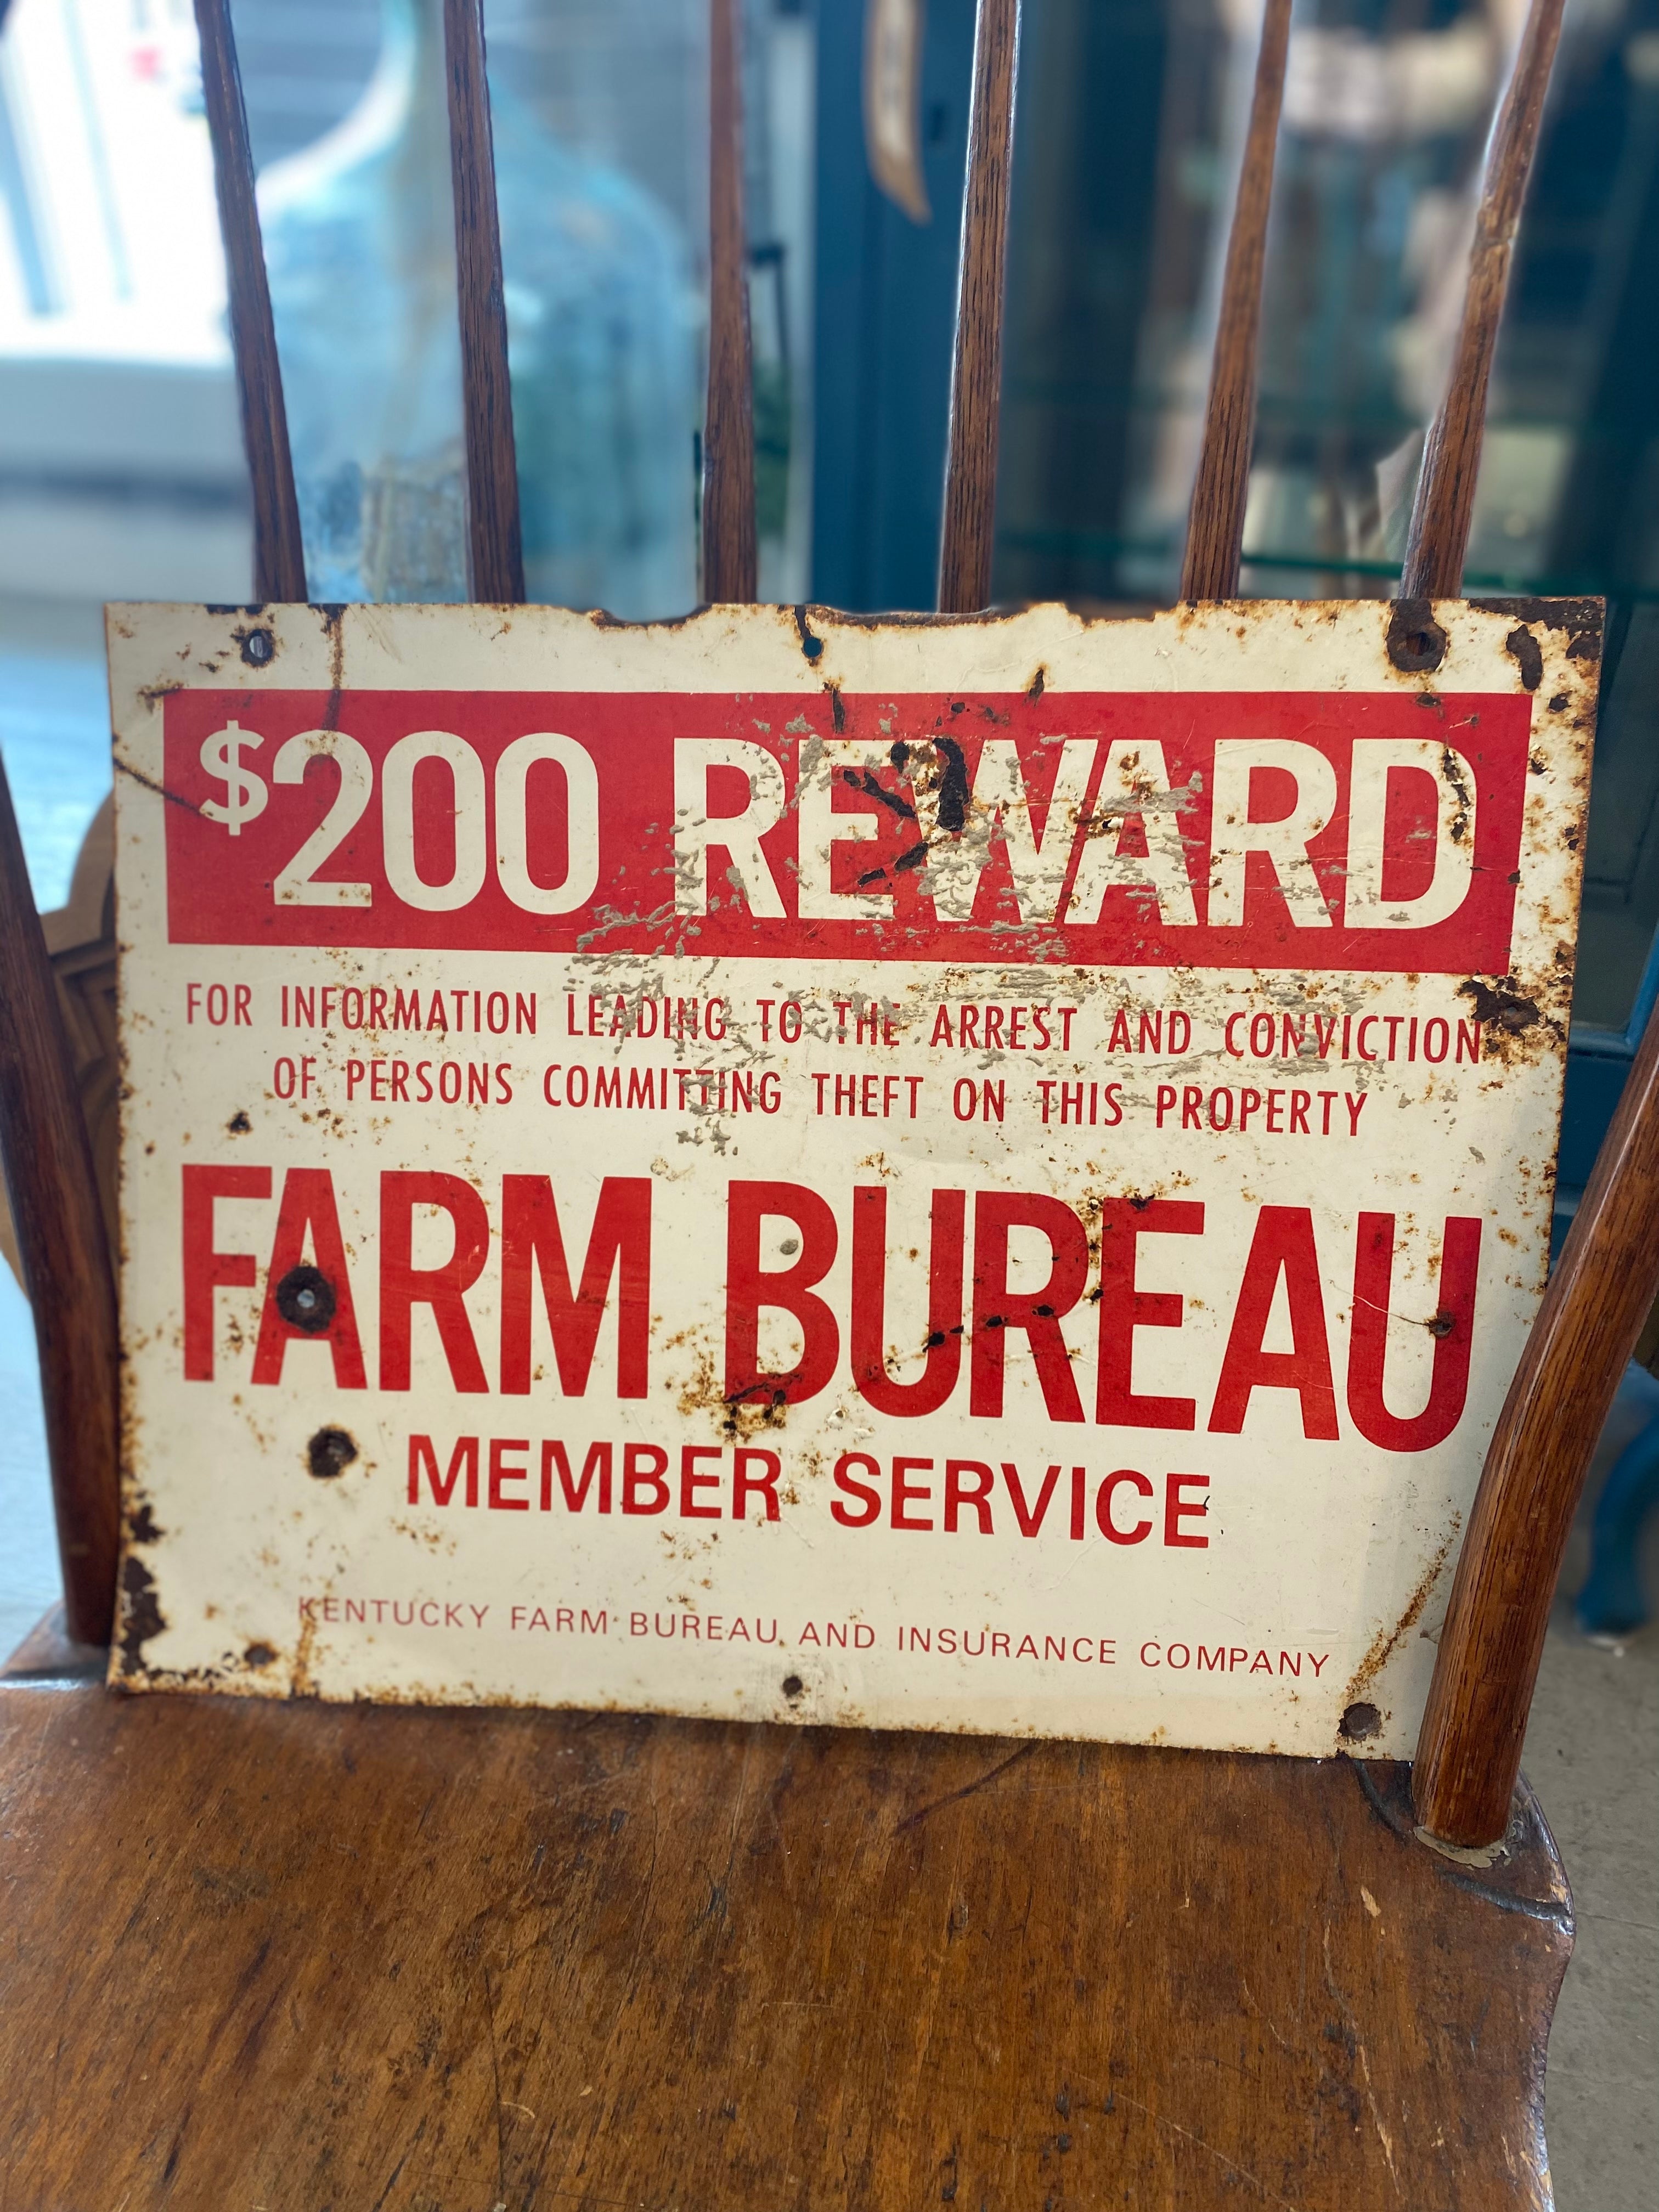 $200 REWARD
FOR INFORMATION LEADING TO THE ARREST AND CONVICTION
OF PERSONS COMMITTING THEFT ON THIS PROPERTY
FARM BUREAU
MEMBER SERVICE
KENTUCKY FARM BUREAU AND INSURANCE COMPANY